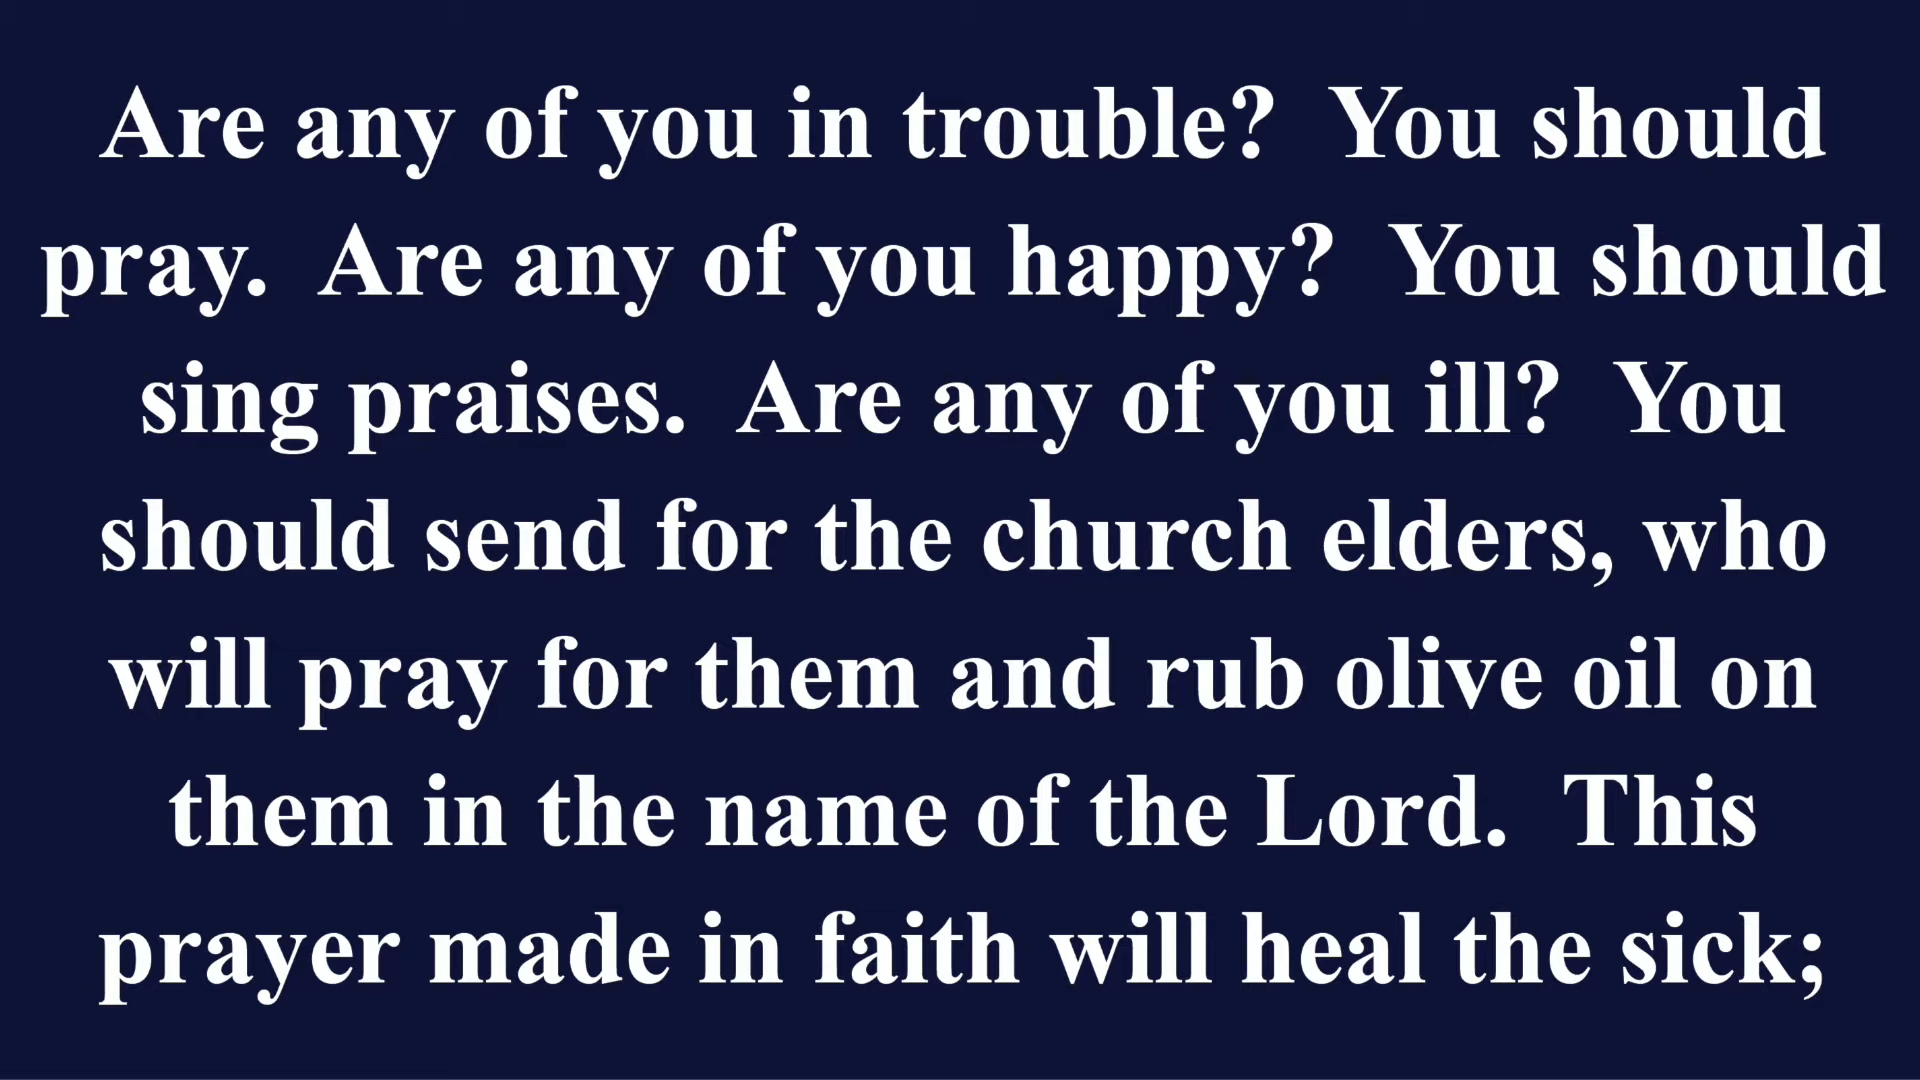 Are any of you in trouble?  You should
pray.  Are any of you happy?  You should
sing praises.  Are any of you ill?  You
should send for the church elders, who
will pray for them and rub olive oil on
them in the name of the Lord.  This
prayer made in faith will heal the sick;